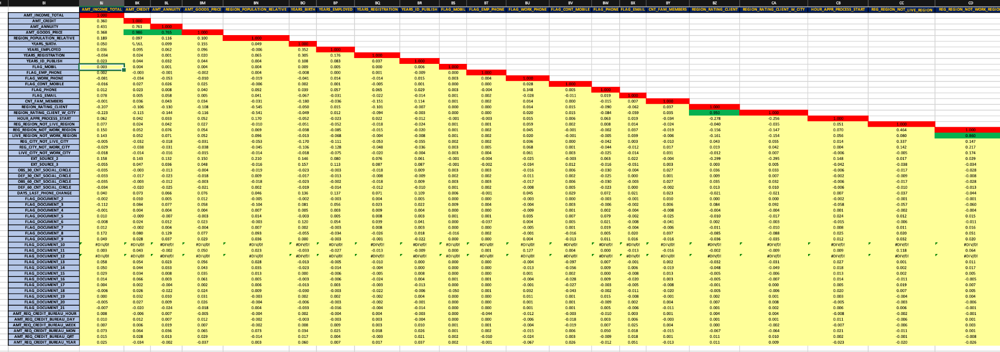 BI BJ BK BL BM BN BO BP BQ BR BS BT BU BV BW BX BY BZ CA CB CC CD
AMT_INCOME_TOTAL AMT_CREDIT AMT_ANNUITY AMT_GOODS_PRICE REGION_POPULATION_RELATIVE YEARS_BIRTH YEARS_EMPLOYED YEARS_REGISTRATION YEARS_ID_PUBLISH FLAG_MOBIL FLAG_EMP_PHONE FLAG_WORK_PHONE FLAG_CONT_MOBILE FLAG_PHONE FLAG_EMAIL CNT_FAM_MEMBERS REGION_RATING_CLIENT REGION_RATING_CLIENT_W_CITY HOUR_APPR_PROCESS_START REG_REGION_NOT_LIVE_REGION REG_REGION_NOT_WORK_REGIO
AMT_INCOME_TOTAL 1.000
AMT_CREDIT 0.360 1.000
AMT_ANNUITY 0.431 0.761 1.000
AMT_GOODS_PRICE 0.368 0.986 0.765 1.000
REGION_POPULATION_RELATIVE 0.189 0.097 0.116 0.100 1.000
YEARS_BIRTH 0.050 0.099 0.155 0.049 1.000
YEARS_EMPLOYED 0.036 0.095 0.062 0.096 -0.006 0.352 1.000
YEARS_REGISTRATION -0.034 0.024 0.001 0.020 0.065 0.305 0.176 1.000
YEARS_ID_PUBLISH 0.023 0.044 0.032 0.044 0.004 0.108 0.083 0.037 1.000
FLAG_MOBIL 0.003 0.004 0.001 0.004 0.004 0.009 0.005 0.000 0.006 1.000
FLAG_EMP_PHONE 0.002 -0.003 -0.001 -0.002 0.004 -0.008 0.000 0.001 -0.009 0.000 1.000
FLAG_WORK_PHONE -0.081 -0.034 -0.053 -0.010 -0.019 -0.041 0.014 -0.014 0.015 0.003 0.004 1.000
FLAG_CONT_MOBILE -0.016 0.027 0.026 0.025 -0.006 0.002 0.001 -0.005 0.001 0.000 0.000 0.028 1.000
FLAG_PHONE 0.012 0.023 0.008 0.040 0.092 0.039 0.057 0.065 0.029 0.003 -0.004 0.348 0.005 1.000
FLAG_EMAIL 0.078 0.005 0.058 0.005 0.041 -0.067 -0.031 -0.022 -0.014 0.001 0.002 -0.028 -0.011 0.019 1.000
CNT_FAM_MEMBERS -0.001 0.036 0.043 0.034 -0.031 -0.180 -0.036 -0.151 0.114 0.001 0.002 0.014 0.000 -0.015 0.007 1.000
REGION_RATING_CLIENT -0.207 -0.106 -0.130 -0.108 -0.545 -0.050 0.015 -0.101 -0.007 0.000 0.000 0.014 0.015 -0.090 -0.062 0.037 1.000
REGION_RATING_CLIENT_W_CITY -0.223 -0.115 -0.144 -0.116 -0.541 -0.049 0.012 -0.094 -0.003 0.000 0.000 0.020 0.015 -0.084 -0.059 0.035 0.950 1.000
HOUR_APPR_PROCESS_START 0.062 0.042 0.033 0.052 0.170 -0.052 -0.023 0.022 -0.012 -0.001 -0.003 0.015 0.006 0.063 0.019 -0.034 -0.278 -0.256 1.000
REG_REGION_NOT_LIVE_REGION 0.077 0.024 0.042 0.027 -0.010 -0.051 -0.052 -0.018 -0.024 0.001 0.001 0.059 0.002 0.008 0.014 -0.024 -0.040 -0.035 0.051 1.000
REG_REGION_NOT_WORK_REGION 0.150 0.052 0.076 0.054 0.069 -0.038 -0.085 -0.015 -0.020 0.001 0.002 0.045 -0.001 -0.002 0.037 -0.019 -0.156 -0.147 0.070 0.464 1.000
LIVE_REGION_NOT_WORK_REGION 0.143 0.052 0.071 0.052 0.096 -0.013 -0.068 -0.004 -0.008 0.001 0.002 0.020 -0.001 -0.005 0.039 -0.006 -0.161 -0.154 0.056 0.080 0.860
REG_CITY_NOT_LIVE_CITY -0.005 -0.032 -0.018 -0.031 -0.053 -0.170 -0.111 -0.053 -0.055 0.002 0.002 0.036 0.000 -0.042 0.003 -0.010 0.043 0.055 0.014 0.337 0.147
REG_CITY_NOT_WORK_CITY -0.029 -0.038 -0.031 -0.038 -0.045 -0.106 -0.128 -0.048 -0.036 0.003 0.005 0.068 0.001 -0.044 -0.012 0.017 0.019 0.042 0.004 0.142 0.217
LIVE_CITY_NOT_WORK_CITY -0.018 -0.014 -0.016 -0.015 -0.014 -0.018 -0.075 -0.020 -0.004 0.003 0.004 0.061 0.003 -0.025 -0.014 0.031 -0.012 0.007 -0.006 -0.005 0.174
EXT_SOURCE_2 0.158 0.143 0.132 0.150 0.210 0.146 0.080 0.076 0.061 -0.001 -0.004 -0.025 -0.003 0.063 0.022 -0.004 -0.299 -0.295 0.148 0.017 0.029
EXT_SOURCE_3 -0.055 0.047 0.036 0.048 -0.016 0.157 0.113 0.087 0.087 -0.001 -0.002 -0.034 0.012 -0.016 -0.051 0.003 0.003 0.005 -0.042 -0.038 -0.034
OBS_30_CNT_SOCIAL_CIRCLE -0.035 -0.003 -0.013 -0.004 -0.019 -0.023 -0.003 -0.018 0.009 0.003 0.003 -0.016 0.006 -0.030 -0.004 0.027 0.036 0.033 -0.006 -0.017 -0.028
DEF_30_CNT_SOCIAL_CIRCLE -0.033 -0.017 -0.023 -0.018 0.009 -0.017 -0.013 -0.008 -0.009 0.002 0.002 -0.011 0.002 -0.025 0.000 0.001 0.009 0.007 -0.002 -0.009 -0.008
OBS_60_CNT_SOCIAL_CIRCLE -0.035 -0.003 -0.012 -0.003 -0.018 -0.023 -0.002 -0.018 0.009 0.003 0.003 -0.017 0.006 -0.030 -0.003 0.027 0.035 0.032 -0.006 -0.017 -0.028
DEF_60_CNT_SOCIAL_CIRCLE -0.034 -0.020 -0.025 -0.021 0.002 -0.019 -0.014 -0.012 -0.010 0.001 0.002 -0.008 0.005 -0.023 0.000 -0.002 0.013 0.010 -0.006 -0.010 -0.013
DAYS_LAST_PHONE_CHANGE 0.040 0.073 0.066 0.076 0.046 0.136 0.137 0.071 0.109 0.006 -0.001 0.045 0.029 0.072 0.021 0.023 -0.021 -0.021 0.007 -0.037 -0.044
FLAG_DOCUMENT_2 -0.002 0.010 0.005 0.012 -0.005 -0.002 -0.003 0.004 0.005 0.000 0.000 -0.003 0.000 -0.003 -0.001 0.010 0.000 0.000 -0.002 -0.001 -0.001
FLAG_DOCUMENT_3 -0.112 0.084 0.077 0.058 -0.104 0.081 0.056 0.023 0.022 0.009 0.004 -0.002 0.003 -0.006 -0.022 0.006 0.084 0.092 -0.058 -0.057 -0.060
FLAG_DOCUMENT_4 -0.001 0.004 0.004 0.004 0.007 0.005 0.003 0.009 -0.004 0.000 0.000 0.009 0.001 0.002 -0.004 -0.008 -0.004 -0.004 0.001 -0.002 -0.004
FLAG_DOCUMENT_5 0.010 -0.009 -0.007 -0.003 0.014 -0.003 0.005 0.008 0.003 0.001 0.001 0.035 0.007 0.079 -0.002 -0.025 -0.010 -0.017 0.024 0.012 0.015
FLAG_DOCUMENT_6 -0.008 0.024 0.012 0.023 -0.003 0.120 0.054 0.039 0.041 0.000 -0.037 0.004 0.005 0.021 -0.008 -0.041 0.002 -0.003 -0.015 -0.006 -0.011
FLAG_DOCUMENT_7 0.012 -0.002 0.004 -0.004 0.007 0.002 -0.003 0.008 0.003 0.000 0.000 -0.005 0.001 0.019 -0.004 -0.006 -0.011 -0.010 0.008 0.011 0.016
FLAG_DOCUMENT_8 0.172 0.080 0.129 0.077 0.093 -0.055 -0.034 -0.026 0.018 -0.016 0.002 -0.001 -0.016 0.005 0.020 0.037 -0.085 -0.088 0.025 0.020 0.051
FLAG_DOCUMENT_9 0.049 0.028 0.037 0.029 0.036 0.000 -0.003 -0.001 -0.022 0.000 0.000 0.004 -0.013 0.011 0.016 -0.016 -0.036 -0.035 0.012 0.032 0.020
FLAG_DOCUMENT_10 #DIV/0! #DIV/0! #DIV/0! #DIV/0! #DIV/0! #DIV/0! #DIV/0! #DIV/0! #DIV/0! #DIV/0! #DIV/0! #DIV/0! #DIV/0! #DIV/0! #DIV/0! #DIV/0! #DIV/0! #DIV/0! #DIV/0! #DIV/0! #DIV/0!
FLAG_DOCUMENT_11 0.003 0.043 -0.002 0.050 0.023 -0.033 -0.027 -0.013 -0.009 0.000 0.001 0.127 0.004 0.000 -0.013 -0.016 -0.002 -0.009 0.009 0.118 0.064
FLAG_DOCUMENT_12 #DIV/0! #DIV/0! #DIV/0! #DIV/0! #DIV/0! #DIV/0! #DIV/0! #DIV/0! #DIV/0! #DIV/0! #DIV/0! #DIV/0! #DIV/0! #DIV/0! #DIV/0! #DIV/0! #DIV/0! #DIV/0! #DIV/0! #DIV/0! #DIV/0!
FLAG_DOCUMENT_13 0.058 0.054 0.023 0.056 0.028 -0.013 -0.005 -0.010 0.000 0.000 0.000 -0.004 -0.097 0.007 -0.001 0.002 -0.032 -0.031 0.027 0.001 0.011
FLAG_DOCUMENT_14 0.050 0.044 0.033 0.043 0.035 -0.023 -0.014 -0.004 0.000 0.000 0.000 -0.013 -0.056 0.009 0.006 -0.019 -0.048 -0.049 0.018 0.002 0.017
FLAG_DOCUMENT_15 0.029 0.034 0.008 0.035 0.013 0.000 -0.006 -0.005 0.008 0.000 0.000 0.001 0.002 0.000 -0.008 0.013 -0.005 -0.006 0.013 0.002 0.005
FLAG_DOCUMENT_16 0.014 0.066 0.003 0.061 0.005 -0.003 -0.006 -0.024 0.004 0.001 0.001 -0.004 -0.028 0.009 -0.020 0.003 -0.005 -0.007 0.014 -0.011 -0.005
FLAG_DOCUMENT_17 0.004 0.002 -0.004 0.002 0.006 -0.013 0.003 -0.003 -0.013 0.000 0.000 -0.001 -0.027 -0.003 -0.005 -0.008 -0.001 0.000 0.005 0.019 0.007
FLAG_DOCUMENT_18 -0.006 0.026 -0.022 0.024 0.009 -0.030 -0.003 -0.022 -0.006 -0.050 0.001 0.032 -0.043 -0.002 -0.011 -0.020 -0.005 -0.006 0.020 0.007 0.005
FLAG_DOCUMENT_19 0.000 0.032 0.010 0.031 -0.003 0.002 0.002 -0.002 0.004 0.000 0.000 0.011 0.001 0.015 -0.008 -0.001 0.002 0.001 0.003 -0.004 0.004
FLAG_DOCUMENT_20 -0.005 0.027 0.009 0.026 -0.004 -0.006 -0.003 0.002 0.003 0.000 0.000 -0.001 0.001 -0.009 0.002 0.004 0.007 0.008 -0.005 -0.003 -0.006
FLAG_DOCUMENT_21 -0.007 -0.020 -0.024 -0.018 0.004 -0.033 -0.016 -0.004 -0.014 0.000 0.000 0.001 0.001 0.005 -0.006 -0.011 0.001 0.002 0.006 0.006 -0.001
AMT_REQ_CREDIT_BUREAU_HOUR 0.008 -0.006 0.007 -0.005 -0.004 0.002 -0.004 0.004 -0.003 0.000 -0.044 -0.012 -0.003 -0.010 0.003 0.001 0.004 0.004 -0.008 -0.002 -0.001
AMT_REQ_CREDIT_BUREAU_DAY 0.010 0.012 0.007 0.012 -0.002 -0.003 -0.003 -0.003 -0.004 0.000 0.000 -0.006 -0.018 0.003 0.006 -0.003 0.001 0.001 0.011 -0.006 0.001
AMT_REQ_CREDIT_BUREAU_WEEK 0.007 0.006 0.019 0.007 -0.002 0.008 0.009 0.003 0.010 0.001 0.001 -0.004 -0.019 0.007 0.025 0.004 0.000 -0.002 -0.007 -0.006 0.003
AMT_REQ_CREDIT_BUREAU_MON 0.073 0.064 0.036 0.065 0.073 0.034 0.025 0.018 0.026 0.001 0.002 -0.015 0.006 0.050 0.018 -0.015 -0.067 -0.064 0.021 -0.011 0.001
AMT_REQ_CREDIT_BUREAU_QRT 0.015 0.028 0.013 0.029 -0.014 0.017 0.004 -0.003 0.021 0.002 -0.010 -0.024 0.003 -0.009 0.018 0.001 0.011 0.010 0.002 -0.001 -0.008
AMT_REQ_CREDIT_BUREAU_YEAR 0.025 -0.034 -0.002 -0.037 0.003 0.060 0.007 0.017 0.037 0.002 -0.001 -0.067 0.026 -0.012 0.051 -0.013 0.011 0.009 -0.023 -0.020 -0.026